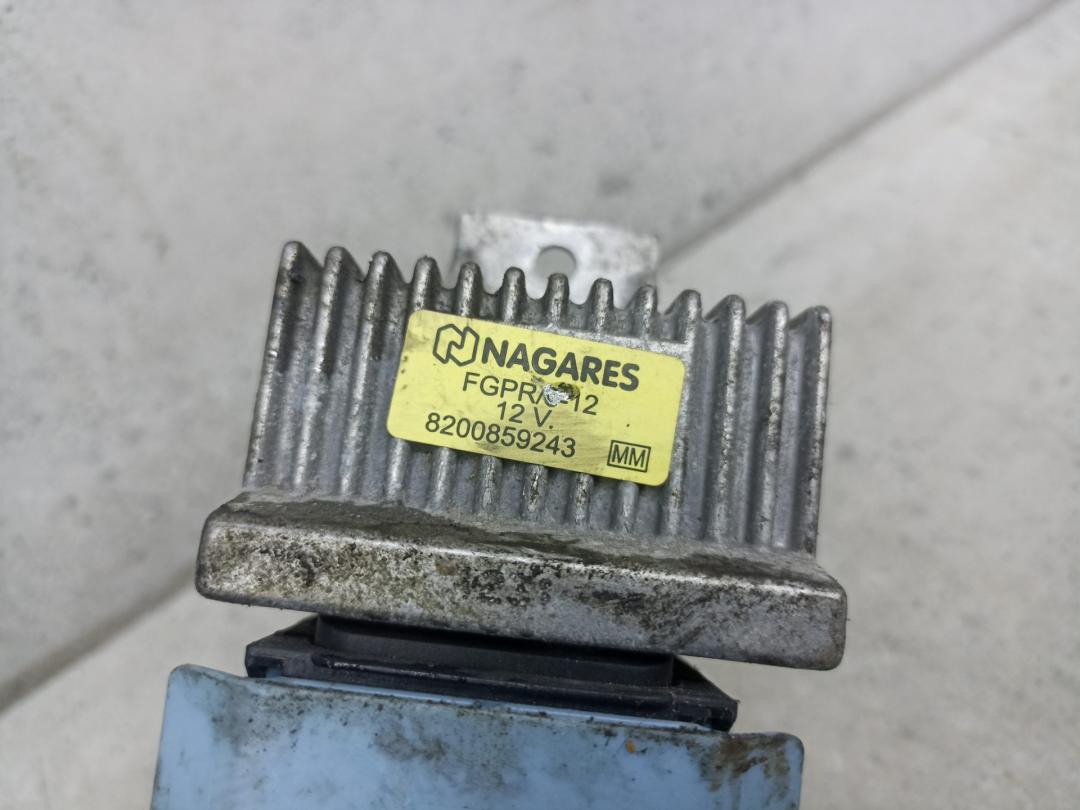 NAGARES
12 V.
8200859243
MM